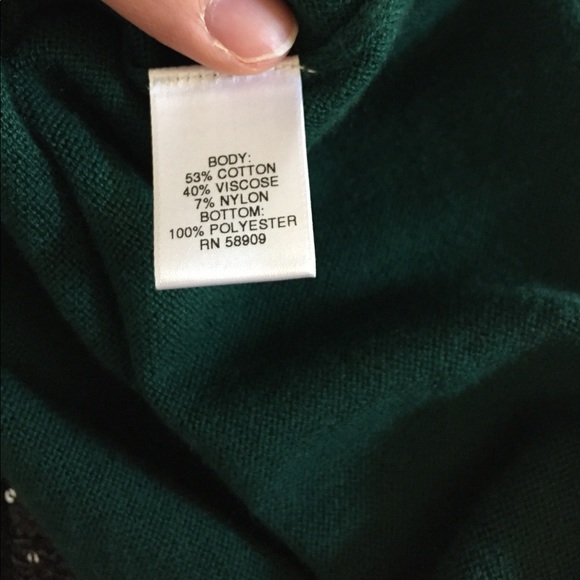 BODY:
53% COTTON
40% VISCOSE
7% NYLON
BOTTOM:
100% POLYESTER
RN 58909